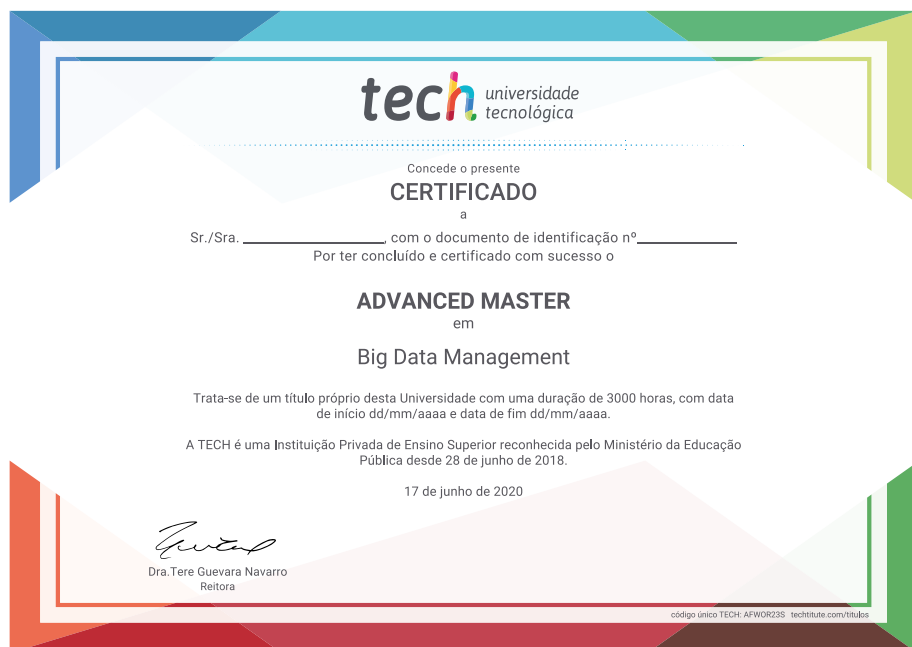 tech universidade
tecnológica
Concede o presente
CERTIFICADO
a
Sr./Sra. ________________, com o documento de identificação nº____________
Por ter concluído e certificado com sucesso o
ADVANCED MASTER
em
Big Data Management
Trata-se de um título próprio desta Universidade com uma duração de 3000 horas, com data
de início dd/mm/aaaa e data de fim dd/mm/aaaa.
A TECH é uma Instituição Privada de Ensino Superior reconhecida pelo Ministério da Educação
Pública desde 28 de junho de 2018.
17 de junho de 2020
Dra.Tere Guevara Navarro
Reitora
código único TECH: AFWOR23S techtitute.com/titulos